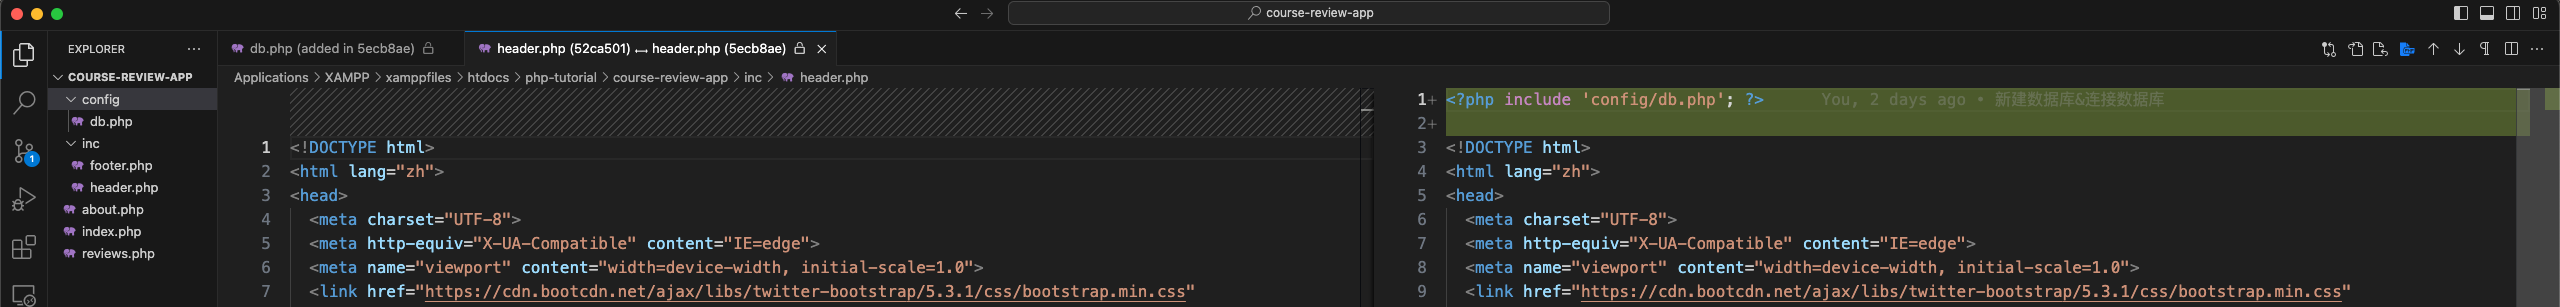 course-review-app
EXPLORER
COURSE-REVIEW-APP
config
db.php
inc
footer.php
header.php
about.php
index.php
reviews.php
1
db.php (added in 5ecb8ae)
header.php (52ca501) ↔ header.php (5ecb8ae)
Applications > XAMPP > xamppfiles > htdocs > php-tutorial > course-review-app > inc > header.php
1 <!DOCTYPE html>
2 <html lang="zh">
3 <head>
4 <meta charset="UTF-8">
5 <meta http-equiv="X-UA-Compatible" content="IE=edge">
6 <meta name="viewport" content="width=device-width, initial-scale=1.0">
7 <link href="https://cdn.bootcdn.net/ajax/libs/twitter-bootstrap/5.3.1/css/bootstrap.min.css"
1+ <?php include 'config/db.php'; ?> You, 2 days ago • 新建数据库&连接数据库
2+
3 <!DOCTYPE html>
4 <html lang="zh">
5 <head>
6 <meta charset="UTF-8">
7 <meta http-equiv="X-UA-Compatible" content="IE=edge">
8 <meta name="viewport" content="width=device-width, initial-scale=1.0">
9 <link href="https://cdn.bootcdn.net/ajax/libs/twitter-bootstrap/5.3.1/css/bootstrap.min.css"